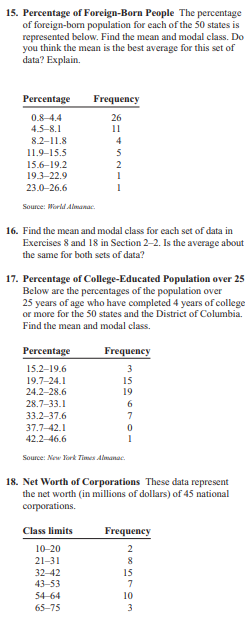 15. Percentage of Foreign-Born People The percentage
of foreign-born population for each of the 50 states is
represented below. Find the mean and modal class. Do
you think the mean is the best average for this set of
data? Explain.
Percentage Frequency
0.8–4.4 26
4.5–8.1 11
8.2–11.8 4
11.9–15.5 5
15.6–19.2 2
19.3–22.9 1
23.0–26.6 1
Source: World Almanac.
16. Find the mean and modal class for each set of data in
Exercises 8 and 18 in Section 2–2. Is the average about
the same for both sets of data?
17. Percentage of College-Educated Population over 25
Below are the percentages of the population over
25 years of age who have completed 4 years of college
or more for the 50 states and the District of Columbia.
Find the mean and modal class.
Percentage Frequency
15.2–19.6 3
19.7–24.1 15
24.2–28.6 19
28.7–33.1 6
33.2–37.6 7
37.7–42.1 0
42.2–46.6 1
Source: New York Times Almanac.
18. Net Worth of Corporations These data represent
the net worth (in millions of dollars) of 45 national
corporations.
Class limits Frequency
10–20 2
21–31 8
32–42 15
43–53 7
54–64 10
65–75 3